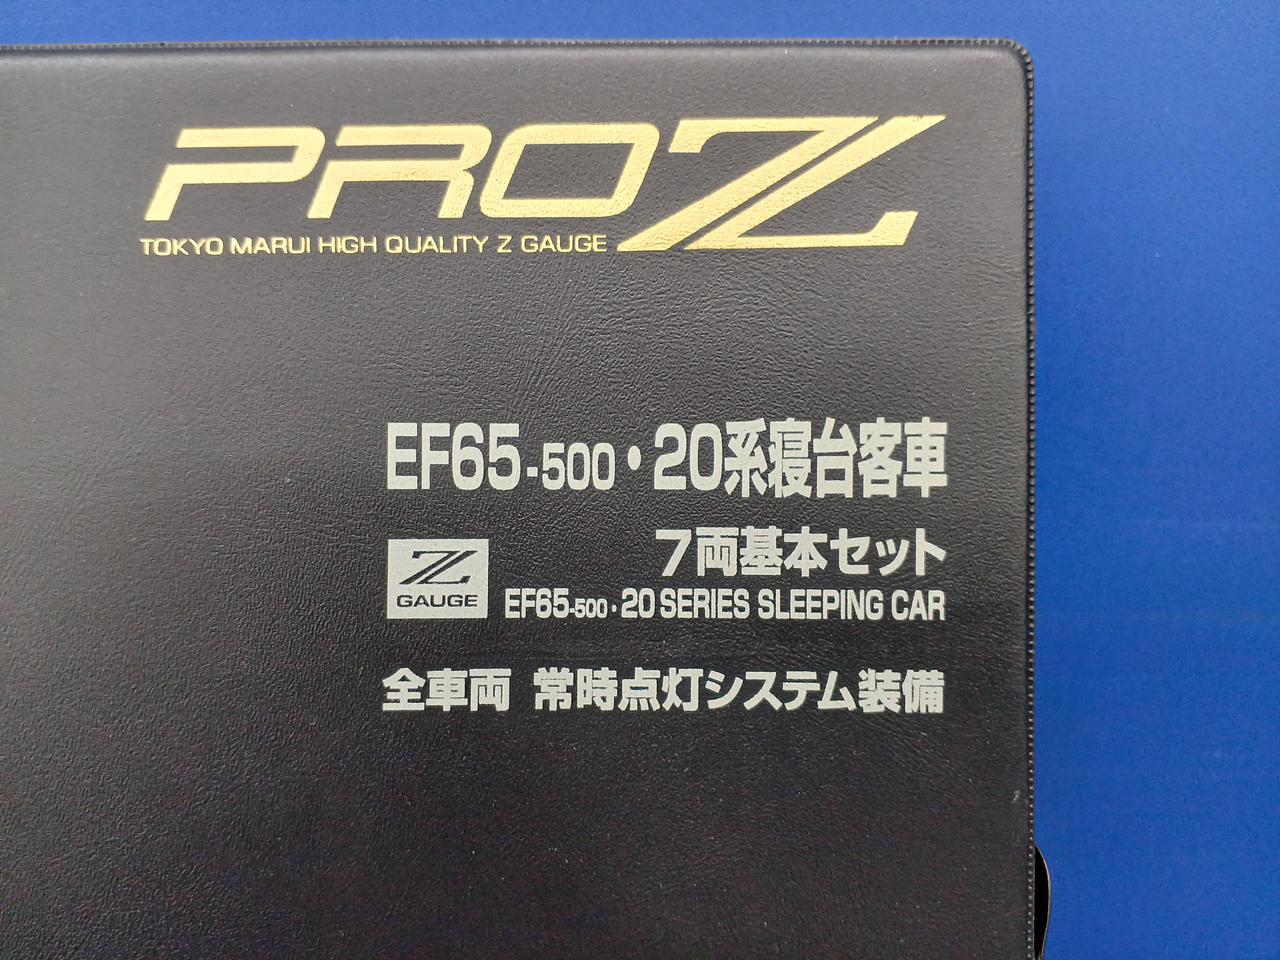 PROZ
TOKYO MARUI HIGH QUALITY Z GAUGE
EF65-500・20系寝台客車
7両基本セット
Z GAUGE
EF65-500・20 SERIES SLEEPING CAR
全車両 常時点灯システム装備